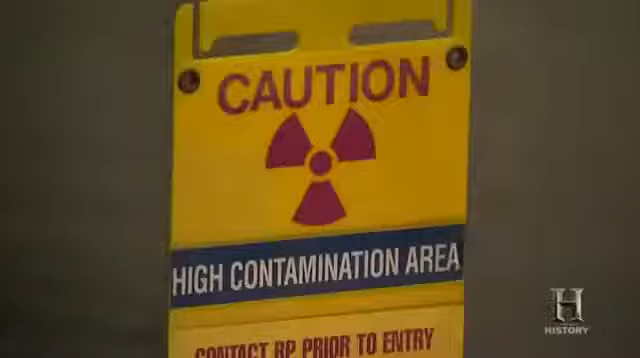 CAUTION
HIGH CONTAMINATION AREA
CONTACT RP PRIOR TO ENTRY
H
HISTORY